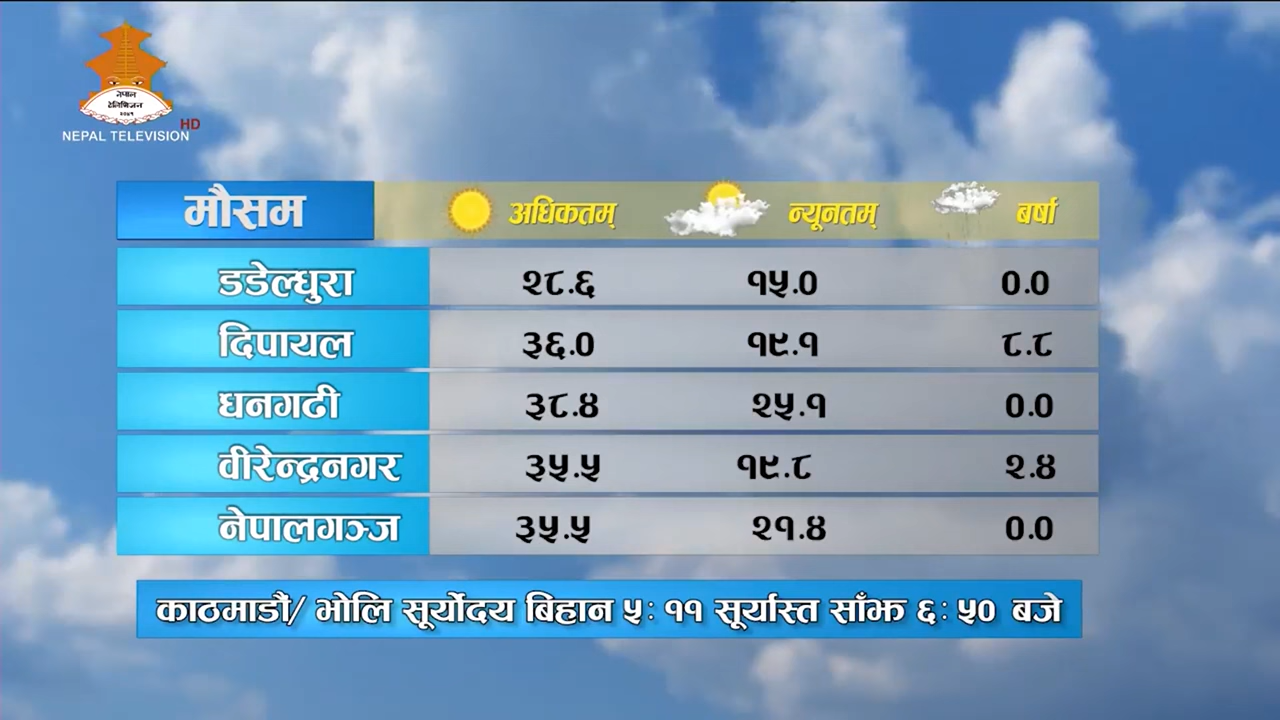 नेपाल
टेलिभिजन
२०४१
NEPAL TELEVISION HD
मौसम अधिकतम् न्यूनतम् बर्षा
डडेल्धुरा २८.६ १५.0 0.0
दिपायल ३६.0 १९.१ ८.८
धनगढी ३८.४ २५.१ 0.0
वीरेन्द्रनगर ३५.५ १९.८ २.४
नेपालगञ्ज ३५.५ २१.४ 0.0
काठमाडौं/ भोलि सूर्योदय बिहान ५ः ११ सूर्यास्त साँझ ६ः ५० बजे